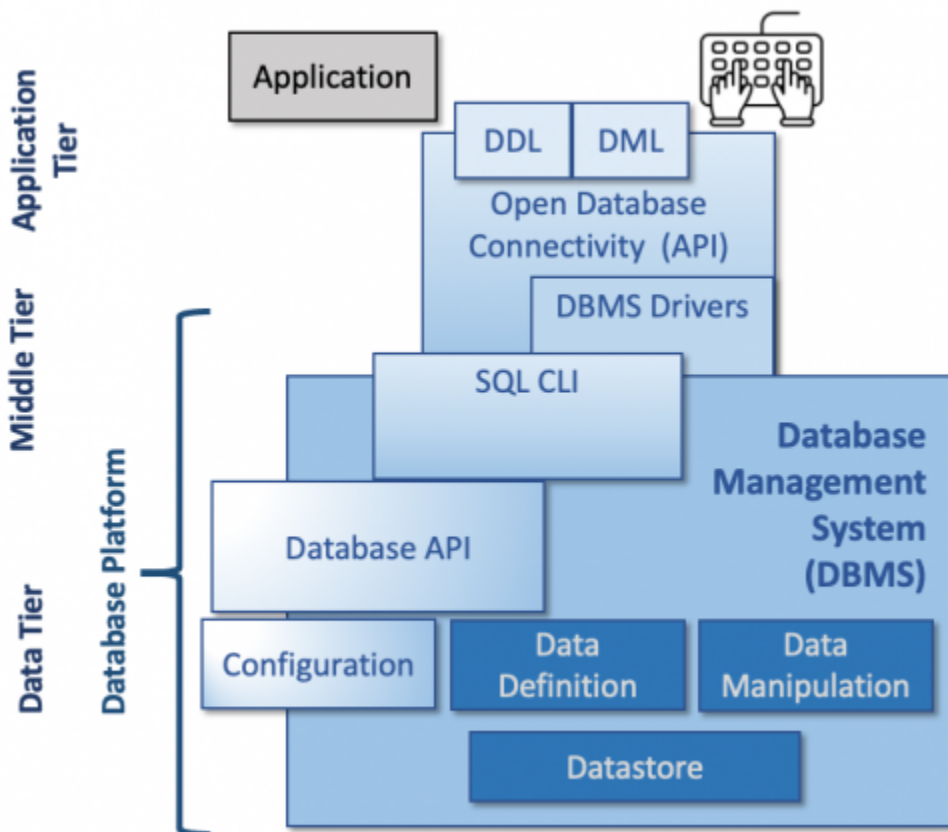 Application
DDL
DML
Open Database
Connectivity (API)
DBMS Drivers
SQL CLI
Database
Management
System
(DBMS)
Database API
Configuration
Data
Definition
Data
Manipulation
Datastore
Application
Tier
Middle Tier
Data Tier
Database Platform